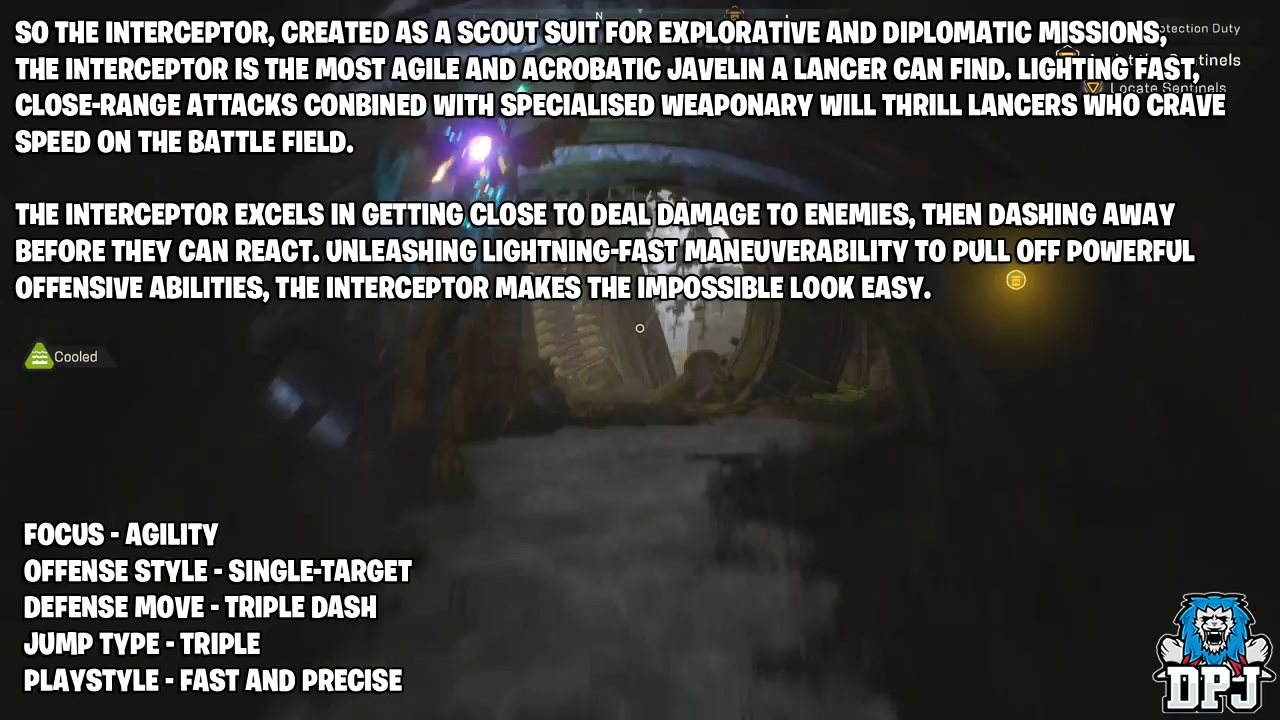 N
SO THE INTERCEPTOR, CREATED AS A SCOUT SUIT FOR EXPLORATIVE AND DIPLOMATIC MISSIONS,
otection Duty
THE INTERCEPTOR IS THE MOST AGILE AND ACROBATIC JAVELIN A LANCER CAN FIND. LIGHTING FAST,
tinels
Locate Sentinels
CLOSE-RANGE ATTACKS CONBINED WITH SPECIALISED WEAPONARY WILL THRILL LANCERS WHO CRAVE
SPEED ON THE BATTLE FIELD.
THE INTERCEPTOR EXCELS IN GETTING CLOSE TO DEAL DAMAGE TO ENEMIES, THEN DASHING AWAY
BEFORE THEY CAN REACT. UNLEASHING LIGHTNING-FAST MANEUVERABILITY TO PULL OFF POWERFUL
OFFENSIVE ABILITIES, THE INTERCEPTOR MAKES THE IMPOSSIBLE LOOK EASY.
Cooled
FOCUS - AGILITY
OFFENSE STYLE - SINGLE-TARGET
DEFENSE MOVE - TRIPLE DASH
JUMP TYPE - TRIPLE
PLAYSTYLE - FAST AND PRECISE
DPJ